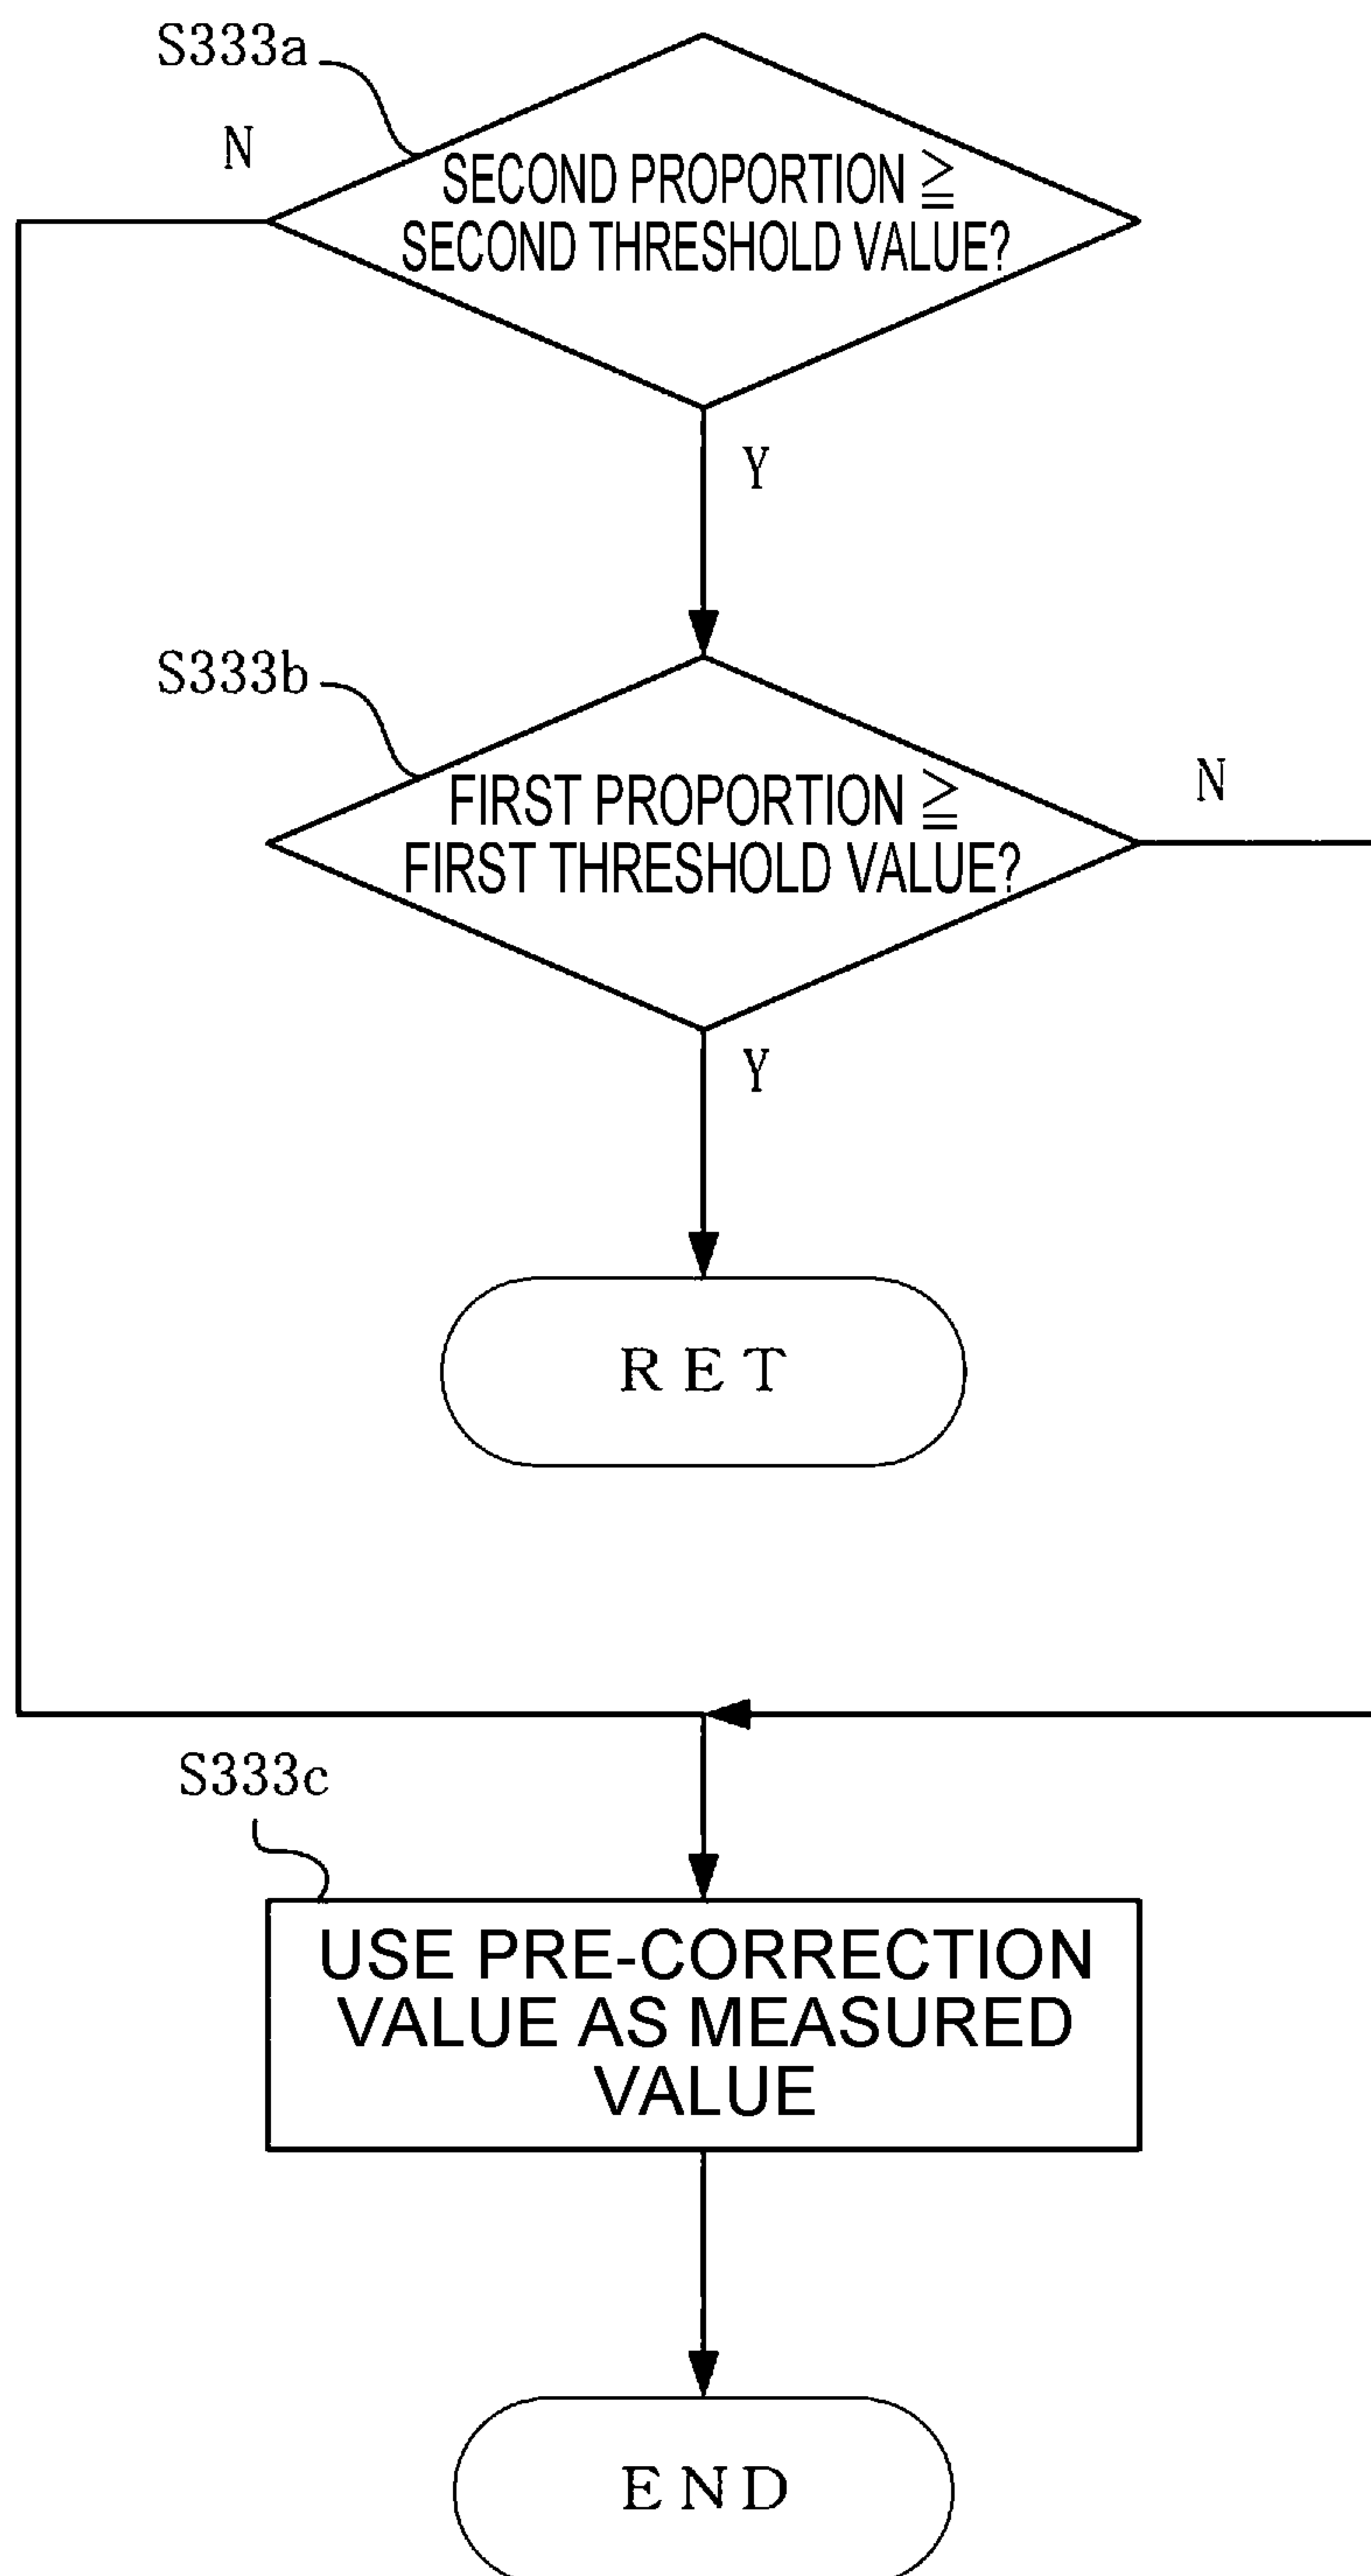 S333a
N
SECOND PROPORTION ≧
SECOND THRESHOLD VALUE?
Y
S333b
FIRST PROPORTION ≧
FIRST THRESHOLD VALUE?
N
Y
RET
S333c
USE PRE-CORRECTION
VALUE AS MEASURED
VALUE
END